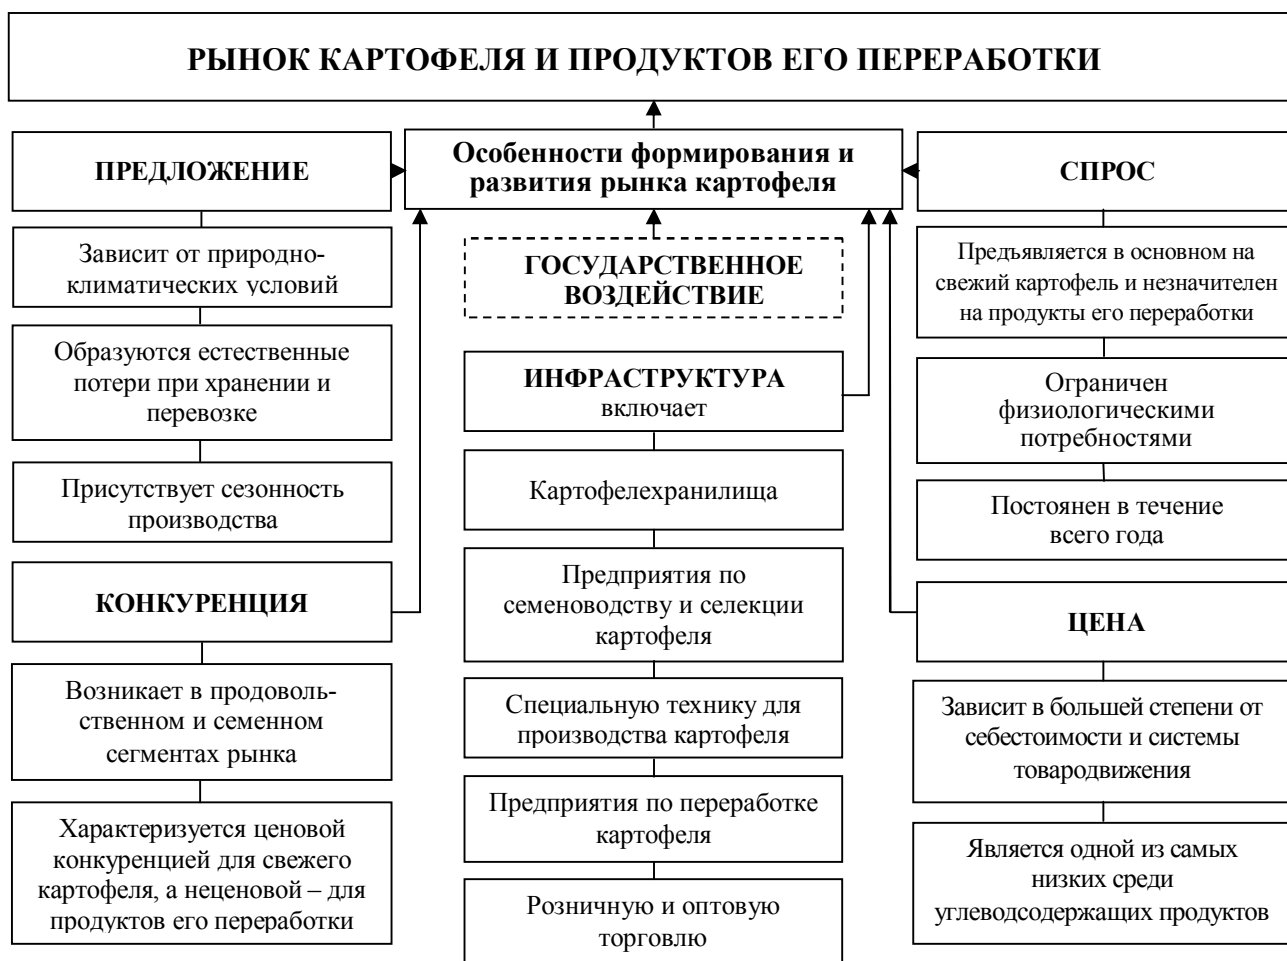 РЫНОК КАРТОФЕЛЯ И ПРОДУКТОВ ЕГО ПЕРЕРАБОТКИ
ПРЕДЛОЖЕНИЕ
Зависит от природно-
климатических условий
Образуются естественные
потери при хранении и
перевозке
Присутствует сезонность
производства
КОНКУРЕНЦИЯ
Возникает в продоволь-
ственном и семенном
сегментах рынка
Характеризуется ценовой
конкуренцией для свежего
картофеля, а неценовой – для
продуктов его переработки
Особенности формирования и
развития рынка картофеля
ГОСУДАРСТВЕННОЕ
ВОЗДЕЙСТВИЕ
ИНФРАСТРУКТУРА
включает
Картофелехранилища
Предприятия по
семеноводству и селекции
картофеля
Специальную технику для
производства картофеля
Предприятия по переработке
картофеля
Розничную и оптовую
торговлю
СПРОС
Предъявляется в основном на
свежий картофель и незначителен
на продукты его переработки
Ограничен
физиологическими
потребностями
Постоянен в течение
всего года
ЦЕНА
Зависит в большей степени от
себестоимости и системы
товародвижения
Является одной из самых
низких среди
углеводсодержащих продуктов